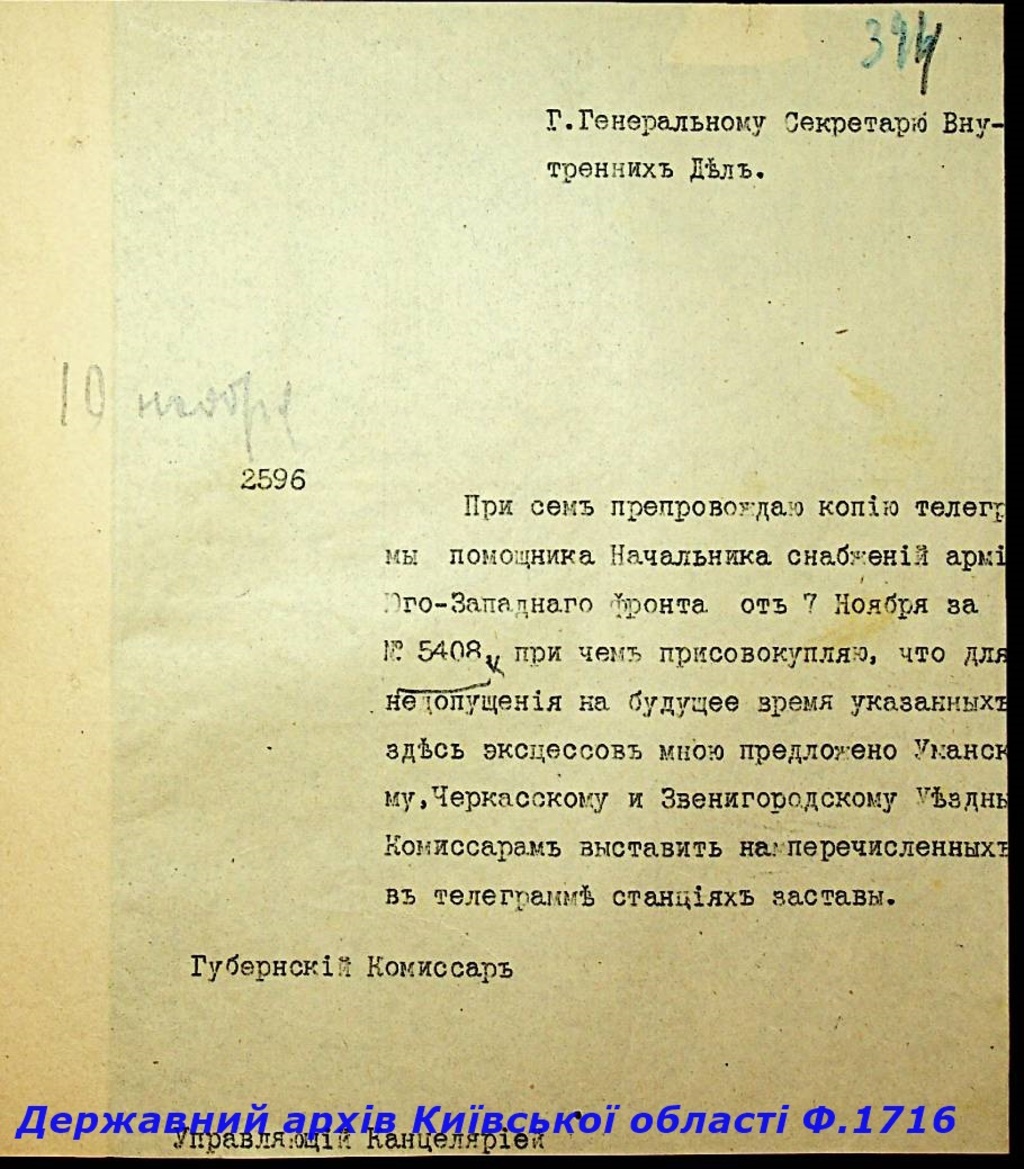 394
Г.Генеральному Секретарю Вну-
треннихъ Дѣлъ.
10 ноября
2596
При семъ препровождаю копію телегр
мы помощника Начальника снабженій армі
Юго-Западнаго Фронта отъ 7 Ноября за
№ 5408, при чемъ присовокупляю, что для
недопущенія на будущее время указанныхъ
здѣсь эксцессовъ мною предложено Уманск
му,Черкасскому и Звенигородскому Уѣздны
Комиссарамъ выставить на перечисленныхъ
въ телеграммѣ станціяхъ заставы.
Губернскій Комиссаръ
Державний архів Київської області Ф.1716
Управляющій Канцеляріей